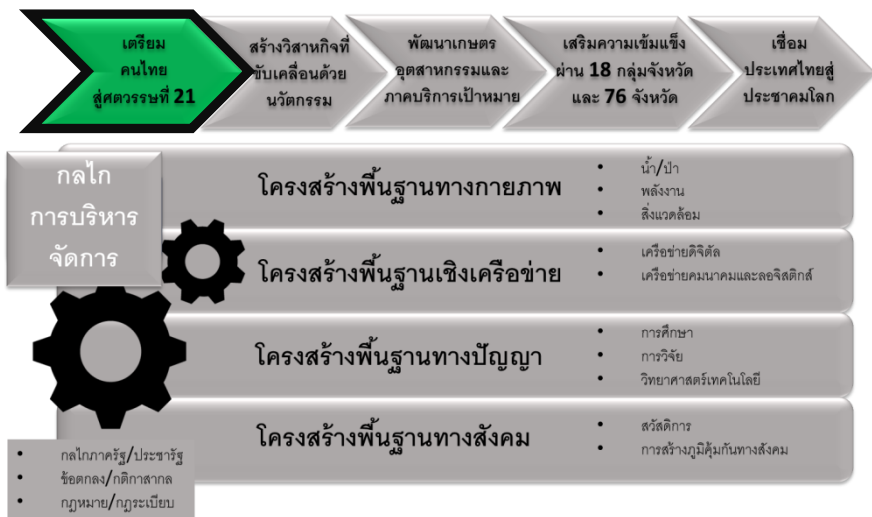 เตรียม
คนไทย
สู่ศตวรรษที่ 21
สร้างวิสาหกิจที่
ขับเคลื่อนด้วย
นวัตกรรม
พัฒนาเกษตร
อุตสาหกรรมและ
ภาคบริการเป้าหมาย
เสริมความเข้มแข็ง
ผ่าน 18 กลุ่มจังหวัด
และ 76 จังหวัด
เชื่อม
ประเทศไทยสู่
ประชาคมโลก
กลไก
การบริหาร
จัดการ
โครงสร้างพื้นฐานทางกายภาพ
• น้ำ/ป่า
• พลังงาน
• สิ่งแวดล้อม
โครงสร้างพื้นฐานเชิงเครือข่าย
• เครือข่ายดิจิตัล
• เครือข่ายคมนาคมและลอจิสติกส์
โครงสร้างพื้นฐานทางปัญญา
• การศึกษา
• การวิจัย
• วิทยาศาสตร์เทคโนโลยี
โครงสร้างพื้นฐานทางสังคม
• สวัสดิการ
• การสร้างภูมิคุ้มกันทางสังคม
• กลไกภาครัฐ/ประชารัฐ
• ข้อตกลง/กติกาสากล
• กฎหมาย/กฎระเบียบ